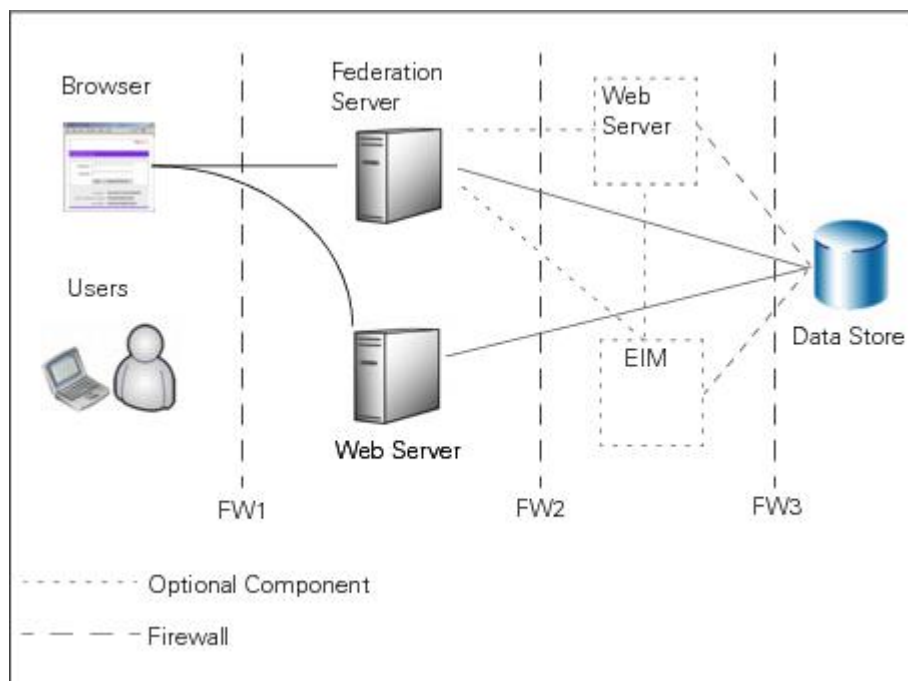 Browser
Federation
Server
Web
Server
Users
Data Store
EIM
Web Server
FW1
FW2
FW3
Optional Component
Firewall